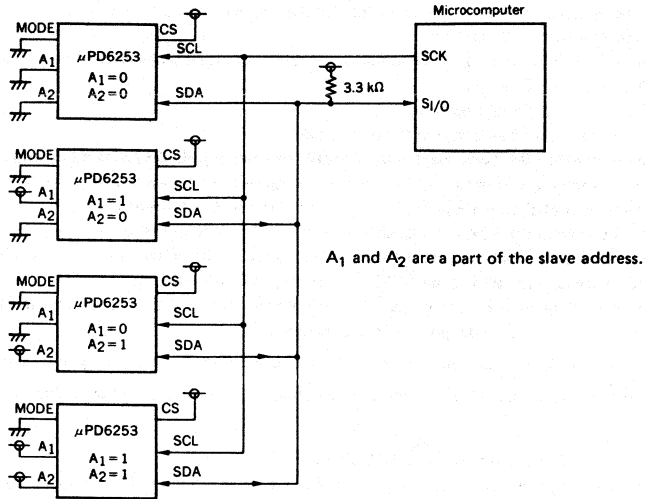 Microcomputer
MODE
CS
μPD6253
A1=0
A2=0
A1
A2
SCL
SDA
SCK
3.3 kΩ
SI/O
MODE
CS
μPD6253
A1=1
A2=0
A1
A2
SCL
SDA
A1 and A2 are a part of the slave address.
MODE
CS
μPD6253
A1=0
A2=1
A1
A2
SCL
SDA
MODE
CS
μPD6253
A1=1
A2=1
A1
A2
SCL
SDA